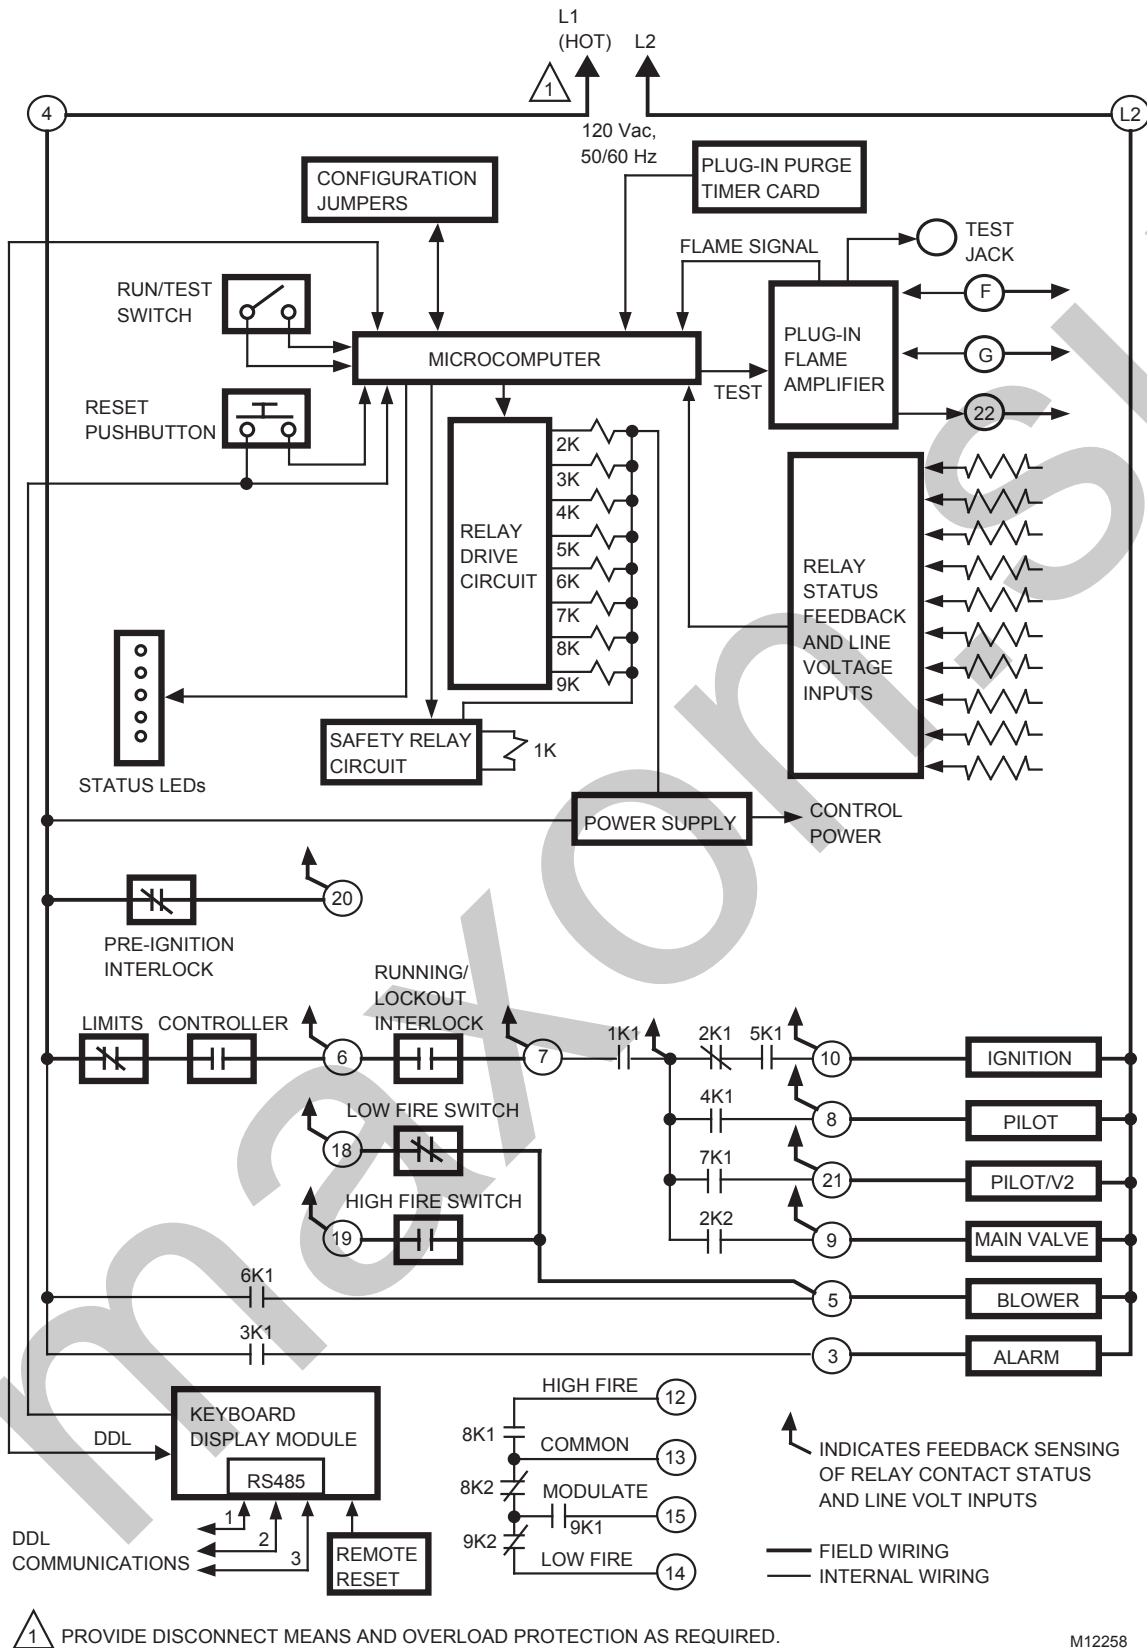 L1
(HOT) L2
1
4
L2
120 Vac,
50/60 Hz
CONFIGURATION
JUMPERS
PLUG-IN PURGE
TIMER CARD
FLAME SIGNAL
TEST
JACK
RUN/TEST
SWITCH
F
MICROCOMPUTER
PLUG-IN
FLAME
AMPLIFIER
G
TEST
RESET
PUSHBUTTON
22
2K
3K
4K
5K
6K
7K
8K
9K
RELAY
DRIVE
CIRCUIT
RELAY
STATUS
FEEDBACK
AND LINE
VOLTAGE
INPUTS
STATUS LEDs
SAFETY RELAY
CIRCUIT
1K
POWER SUPPLY
CONTROL
POWER
20
PRE-IGNITION
INTERLOCK
RUNNING/
LOCKOUT
INTERLOCK
LIMITS CONTROLLER
6
7
1K1
2K1
5K1
10
IGNITION
LOW FIRE SWITCH
18
4K1
8
PILOT
HIGH FIRE SWITCH
19
7K1
21
PILOT/V2
2K2
9
MAIN VALVE
6K1
5
BLOWER
3K1
3
ALARM
KEYBOARD
DISPLAY MODULE
DDL
RS485
1
2
3
DDL
COMMUNICATIONS
REMOTE
RESET
HIGH FIRE
12
8K1
COMMON
13
8K2
MODULATE
15
9K1
9K2
LOW FIRE
14
INDICATES FEEDBACK SENSING
OF RELAY CONTACT STATUS
AND LINE VOLT INPUTS
FIELD WIRING
INTERNAL WIRING
1 PROVIDE DISCONNECT MEANS AND OVERLOAD PROTECTION AS REQUIRED.
M12258